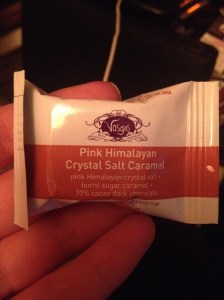 Vosges
Pink Himalayan
Crystal Salt Caramel
pink Himalayan crystal salt +
burnt sugar caramel +
70% cacao dark chocolate